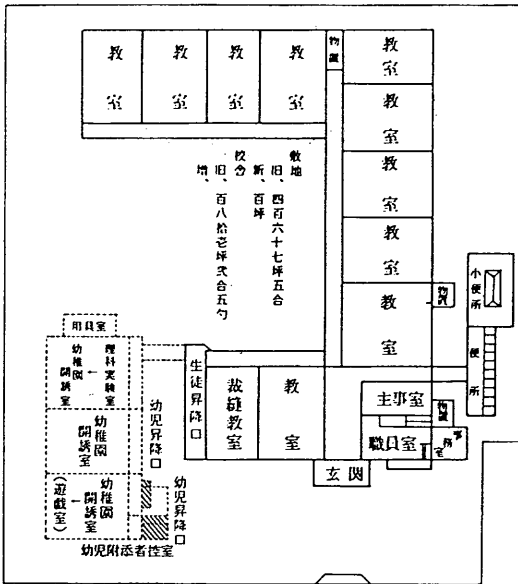 教室
教室
教室
教室
物置
教室
教室
教室
教室
教室
物置
小便所
便所
敷地
旧、四百六十七坪五合
新、百坪
校舎
旧、百八拾壱坪弐合五勺
増、
用具室
理科実験室
↓
幼稚園開誘室
幼稚園開誘室
幼稚園開誘室
↓
(遊戯室)
幼児昇降口
幼児昇降口
幼児附添者控室
生徒昇降口
裁縫教室
教室
主事室
物置
職員室
事務室
玄関